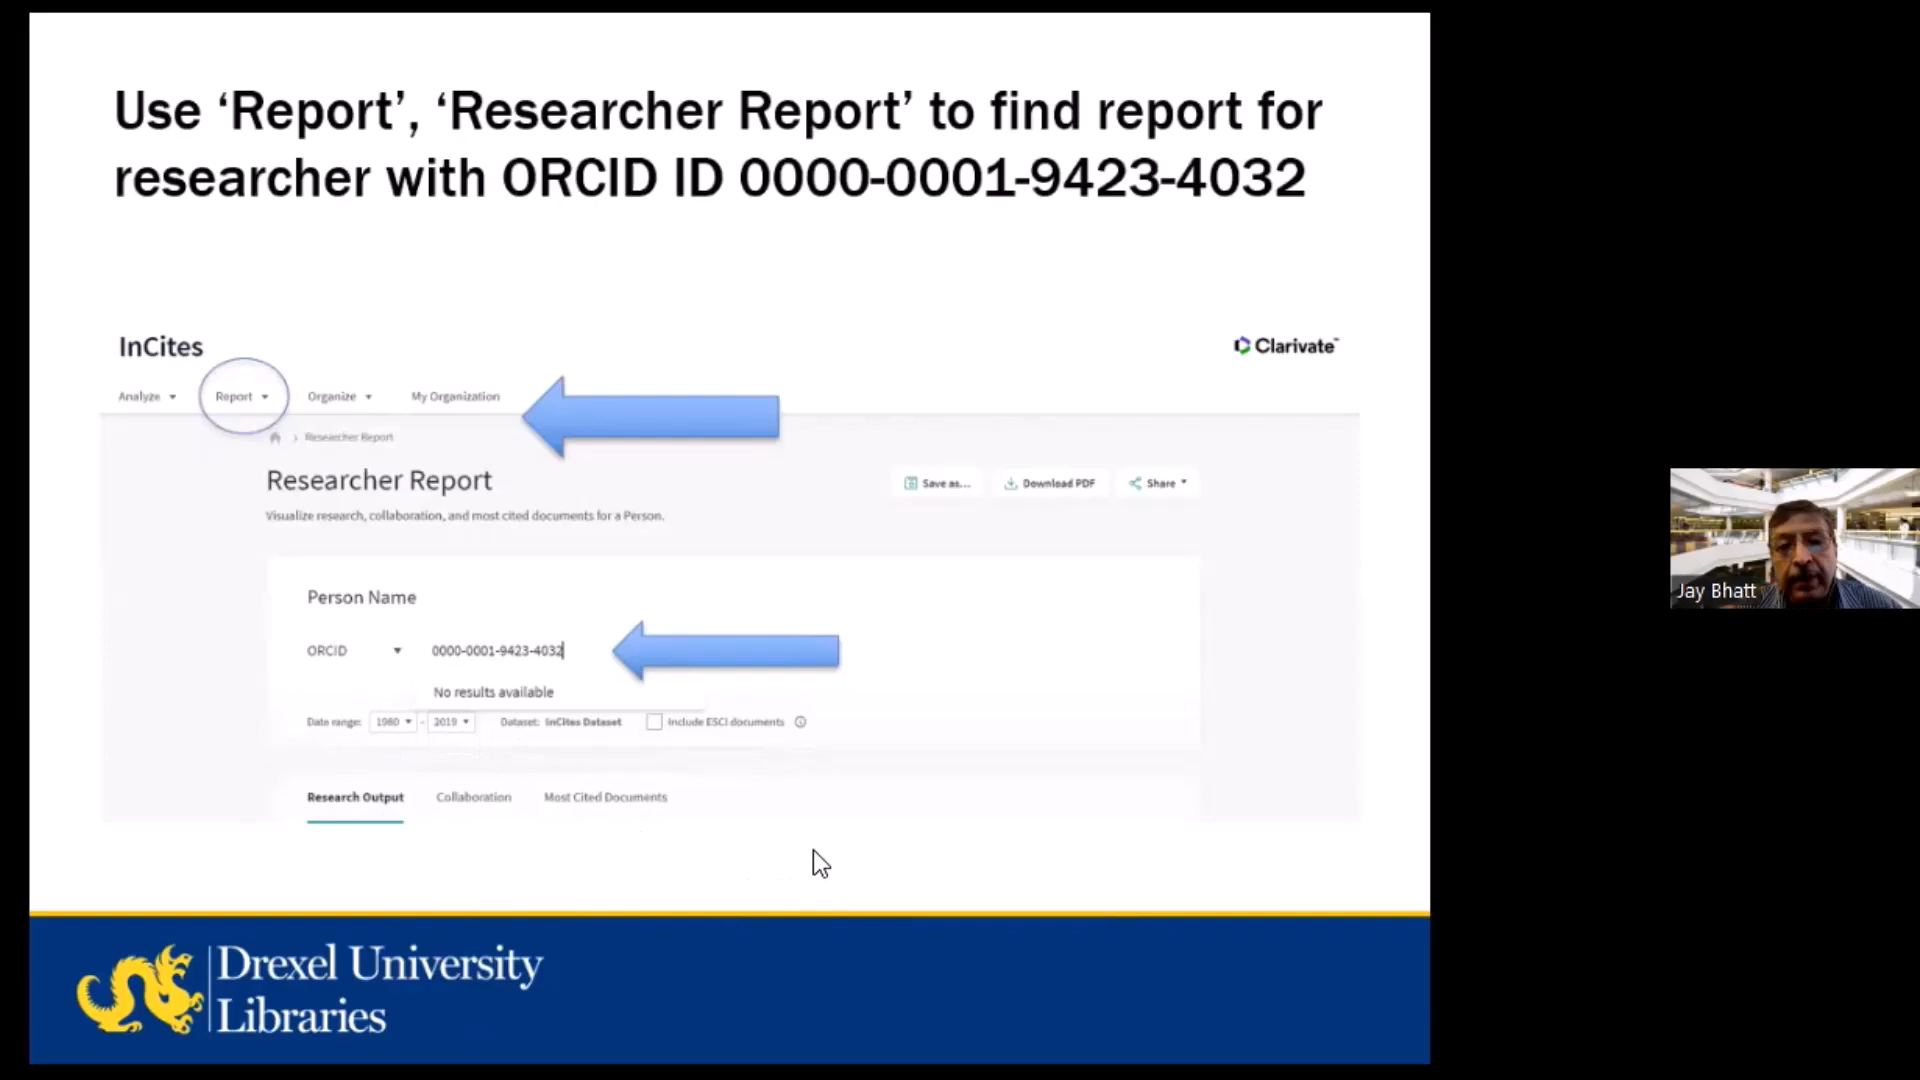 Use ‘Report’, ‘Researcher Report’ to find report for
researcher with ORCID ID 0000-0001-9423-4032
InCites
Clarivate™
Analyze
Report
Organize
My Organization
Researcher Report
Researcher Report
Save as...
Download PDF
Share
Visualize research, collaboration, and most cited documents for a Person.
Person Name
ORCID
0000-0001-9423-4032
No results available
Date range: 1980 - 2019 Dataset: InCites Dataset Include ESCI documents
Research Output
Collaboration
Most Cited Documents
Jay Bhatt
Drexel University
Libraries